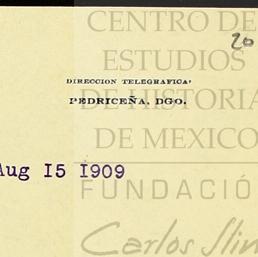 CENTRO DE
20
ESTUDIOS
DIRECCION TELEGRAFICA:
DE HISTORIA
PEDRICEÑA, DGO.
DE MEXICO
Aug 15 1909
FUNDACIÓ
Carlos Slim